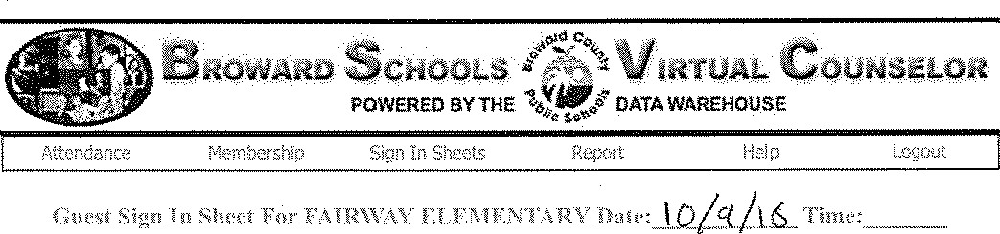 BROWARD SCHOOLS Broward County Public Schools VIRTUAL COUNSELOR
POWERED BY THE DATA WAREHOUSE
Attendance Membership Sign In Sheets Report Help Logout
Guest Sign In Sheet For FAIRWAY ELEMENTARY Date: 10/9/16 Time: